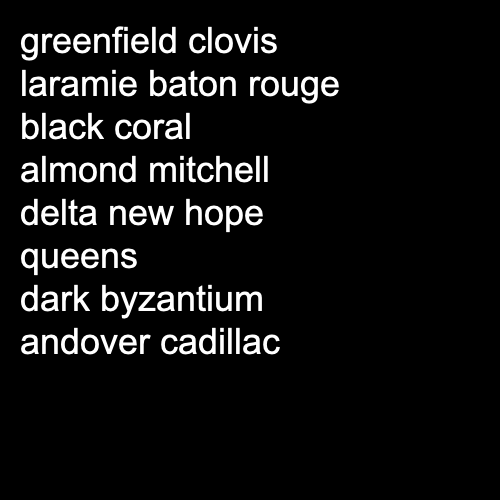 greenfield clovis
laramie baton rouge
black coral
almond mitchell
delta new hope
queens
dark byzantium
andover cadillac